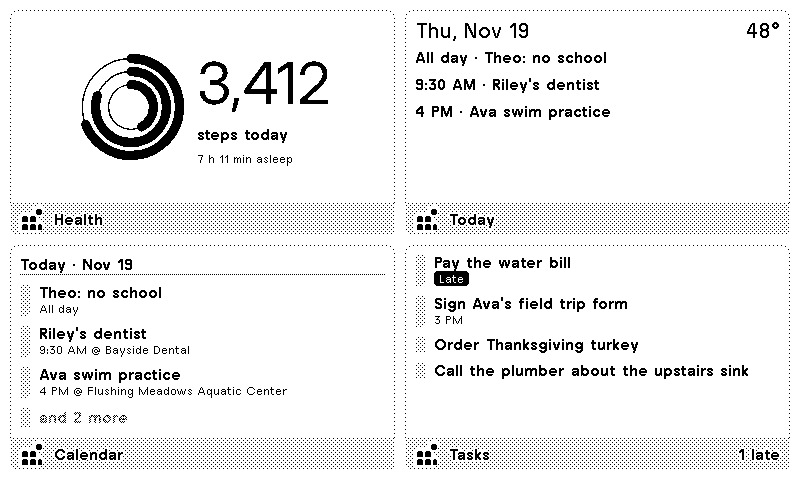 3,412
steps today
7 h 11 min asleep
Health
Thu, Nov 19 48°
All day · Theo: no school
9:30 AM · Riley's dentist
4 PM · Ava swim practice
Today
Today · Nov 19
Theo: no school
All day
Riley's dentist
9:30 AM @ Bayside Dental
Ava swim practice
4 PM @ Flushing Meadows Aquatic Center
and 2 more
Calendar
Pay the water bill
Late
Sign Ava's field trip form
3 PM
Order Thanksgiving turkey
Call the plumber about the upstairs sink
Tasks 1 late